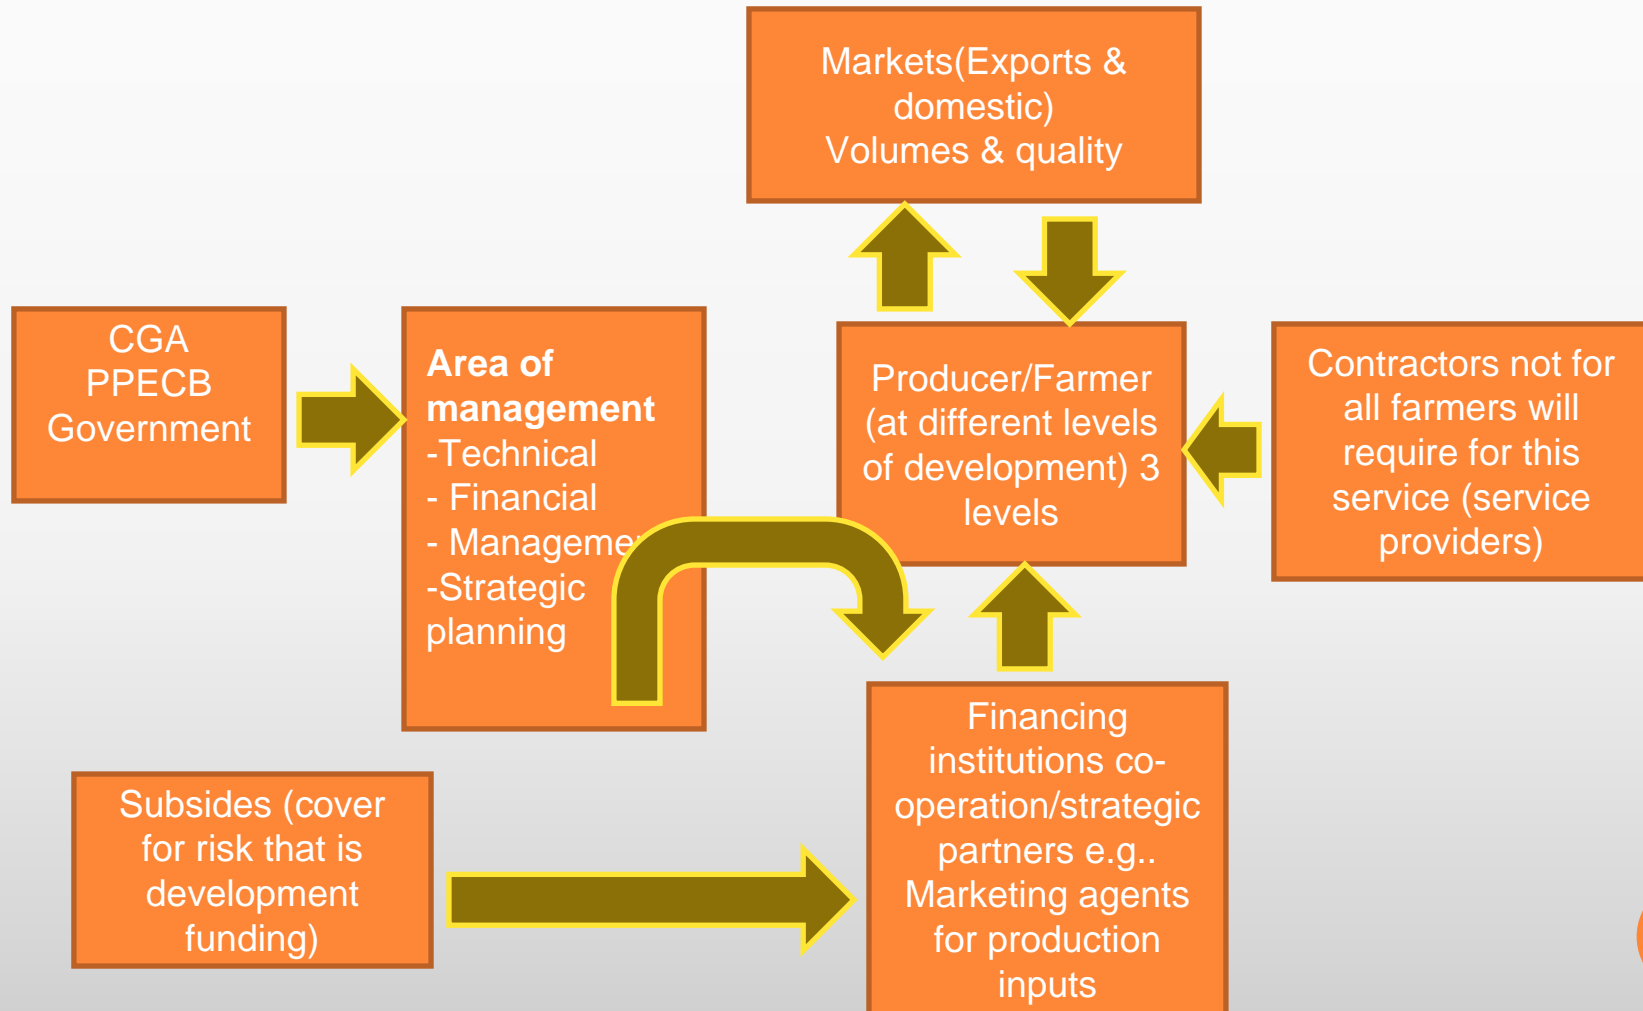 Markets(Exports &
domestic)
Volumes & quality
CGA
PPECB
Government
Area of
management
-Technical
- Financial
- Managemen
-Strategic
planning
Producer/Farmer
(at different levels
of development) 3
levels
Contractors not for
all farmers will
require for this
service (service
providers)
Subsides (cover
for risk that is
development
funding)
Financing
institutions co-
operation/strategic
partners e.g..
Marketing agents
for production
inputs